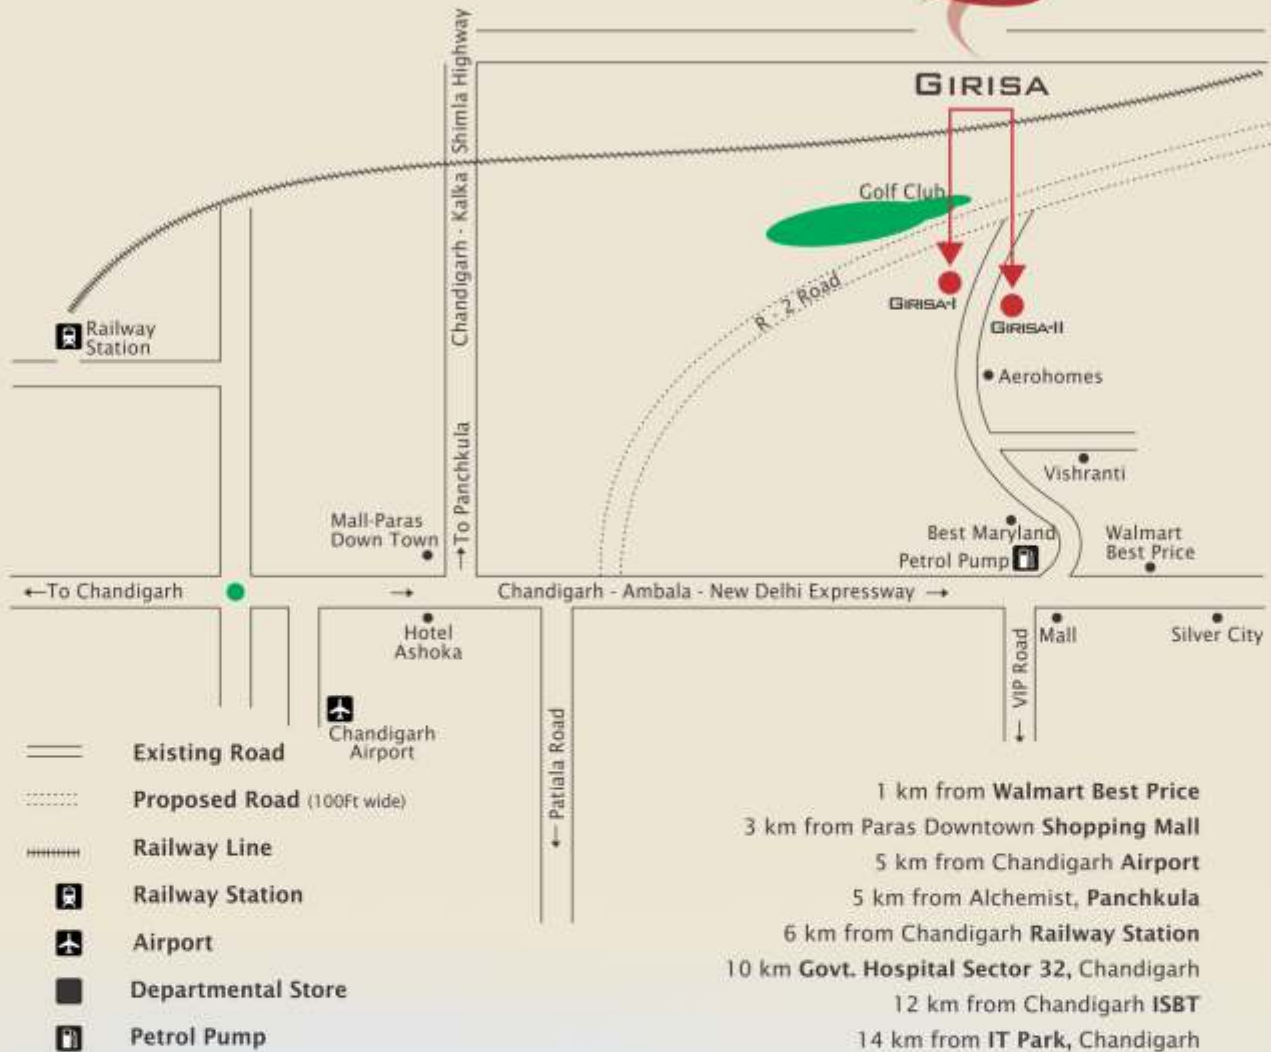 GIRISA
Chandigarh - Kalka Shimla Highway
Golf Club
R - 2 Road
GIRISA-I
GIRISA-II
Railway
Station
Aerohomes
→To Panchkula
Vishranti
Mall-Paras
Down Town
Best Maryland
Petrol Pump
Walmart
Best Price
←To Chandigarh
→
Chandigarh - Ambala - New Delhi Expressway →
Hotel
Ashoka
← VIP Road
Mall
Silver City
Chandigarh
Airport
← Patiala Road
Existing Road
Proposed Road (100Ft wide)
Railway Line
Railway Station
Airport
Departmental Store
Petrol Pump
1 km from Walmart Best Price
3 km from Paras Downtown Shopping Mall
5 km from Chandigarh Airport
5 km from Alchemist, Panchkula
6 km from Chandigarh Railway Station
10 km Govt. Hospital Sector 32, Chandigarh
12 km from Chandigarh ISBT
14 km from IT Park, Chandigarh